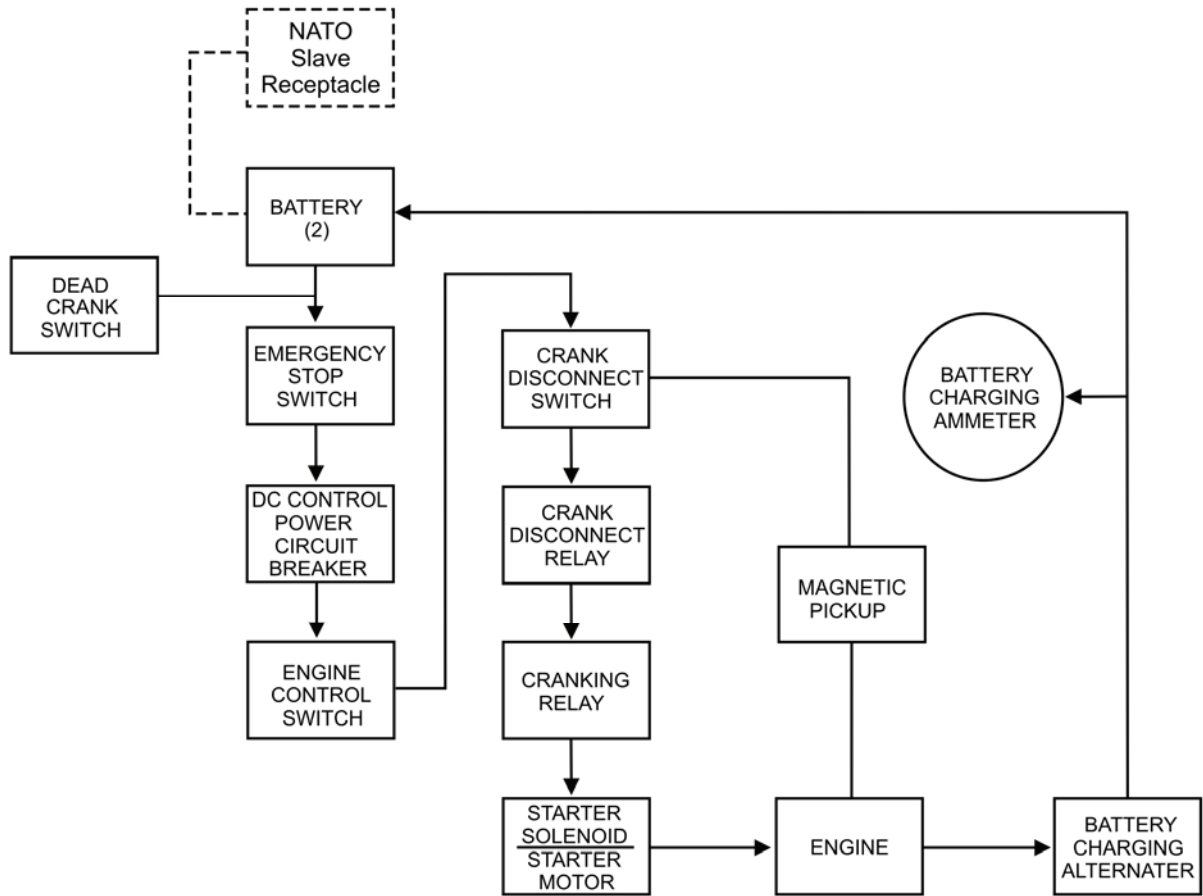 NATO
Slave
Receptacle
BATTERY
(2)
DEAD
CRANK
SWITCH
EMERGENCY
STOP
SWITCH
CRANK
DISCONNECT
SWITCH
BATTERY
CHARGING
AMMETER
DC CONTROL
POWER
CIRCUIT
BREAKER
CRANK
DISCONNECT
RELAY
MAGNETIC
PICKUP
ENGINE
CONTROL
SWITCH
CRANKING
RELAY
STARTER
SOLENOID
STARTER
MOTOR
ENGINE
BATTERY
CHARGING
ALTERNATER